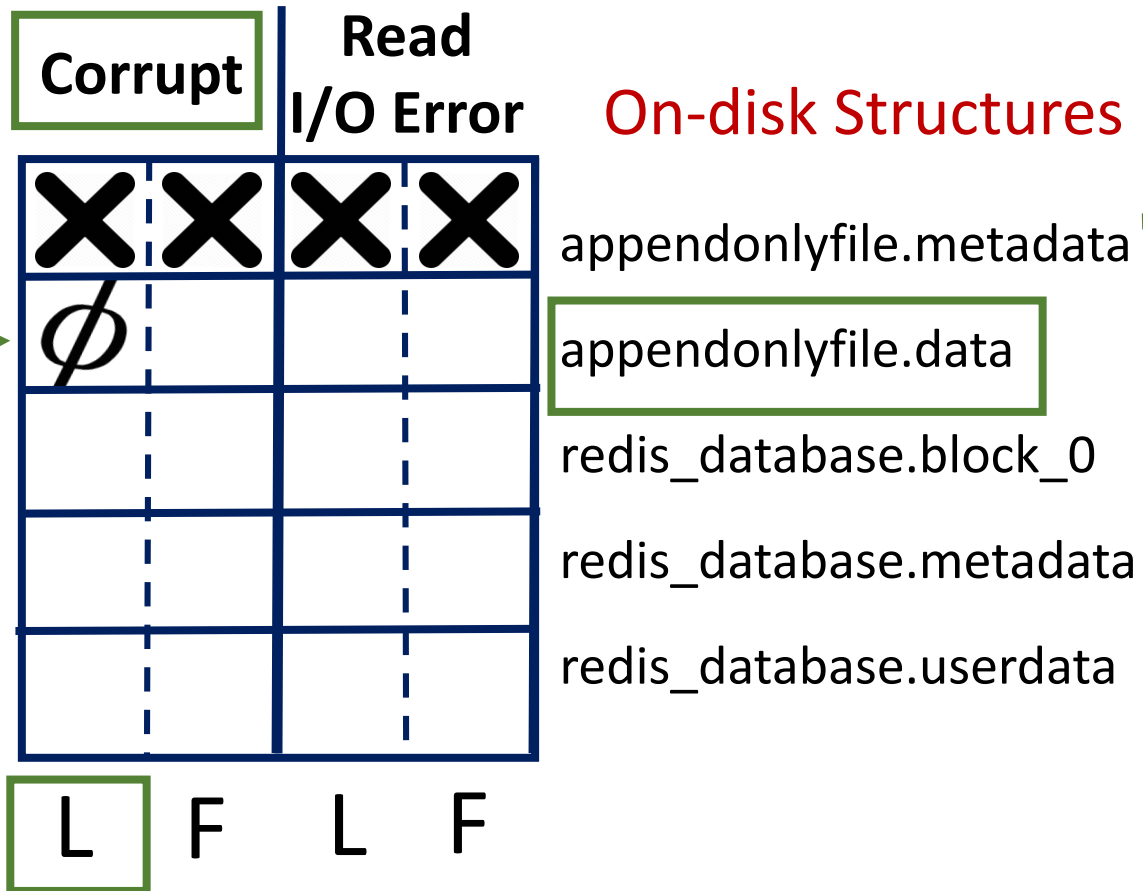 Corrupt
Read
I/O Error
On-disk Structures
appendonlyfile.metadata
ϕ
appendonlyfile.data
redis_database.block_0
redis_database.metadata
redis_database.userdata
L F L F